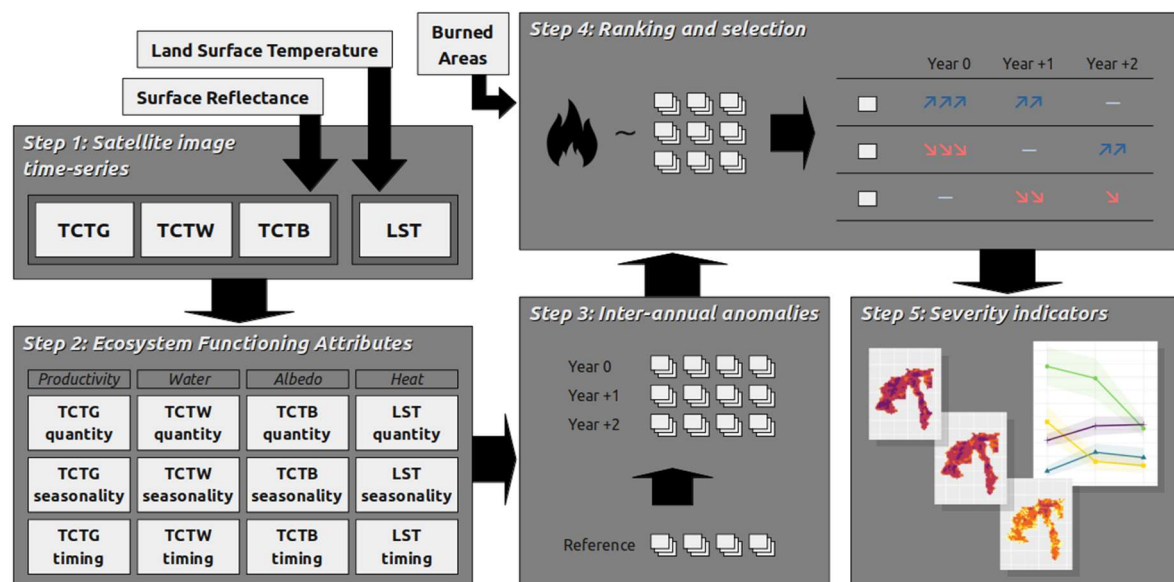 Land Surface Temperature
Surface Reflectance
Burned
Areas
Step 1: Satellite image
time-series
TCTG
TCTW
TCTB
LST
Step 2: Ecosystem Functioning Attributes
Productivity
Water
Albedo
Heat
TCTG
quantity
TCTW
quantity
TCTB
quantity
LST
quantity
TCTG
seasonality
TCTW
seasonality
TCTB
seasonality
LST
seasonality
TCTG
timing
TCTW
timing
TCTB
timing
LST
timing
Step 3: Inter-annual anomalies
Year 0
Year +1
Year +2
Reference
Step 4: Ranking and selection
~
Year 0
Year +1
Year +2
Step 5: Severity indicators